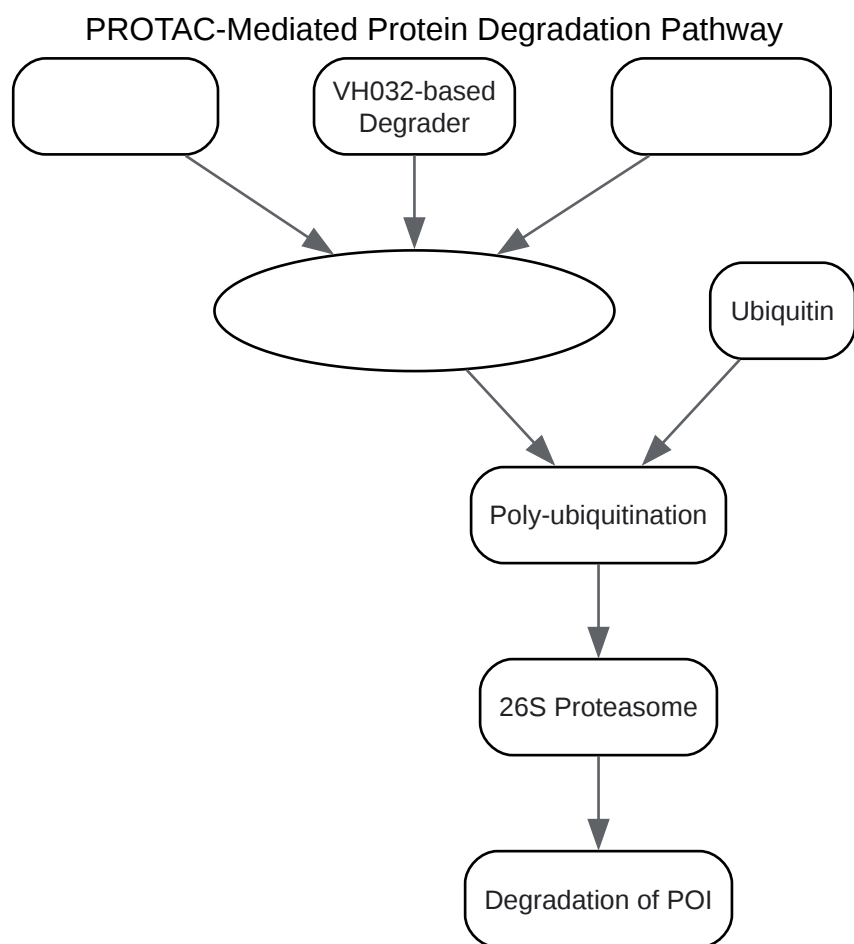 PROTAC-Mediated Protein Degradation Pathway
VH032-based
Degrader
Ubiquitin
Poly-ubiquitination
26S Proteasome
Degradation of POI